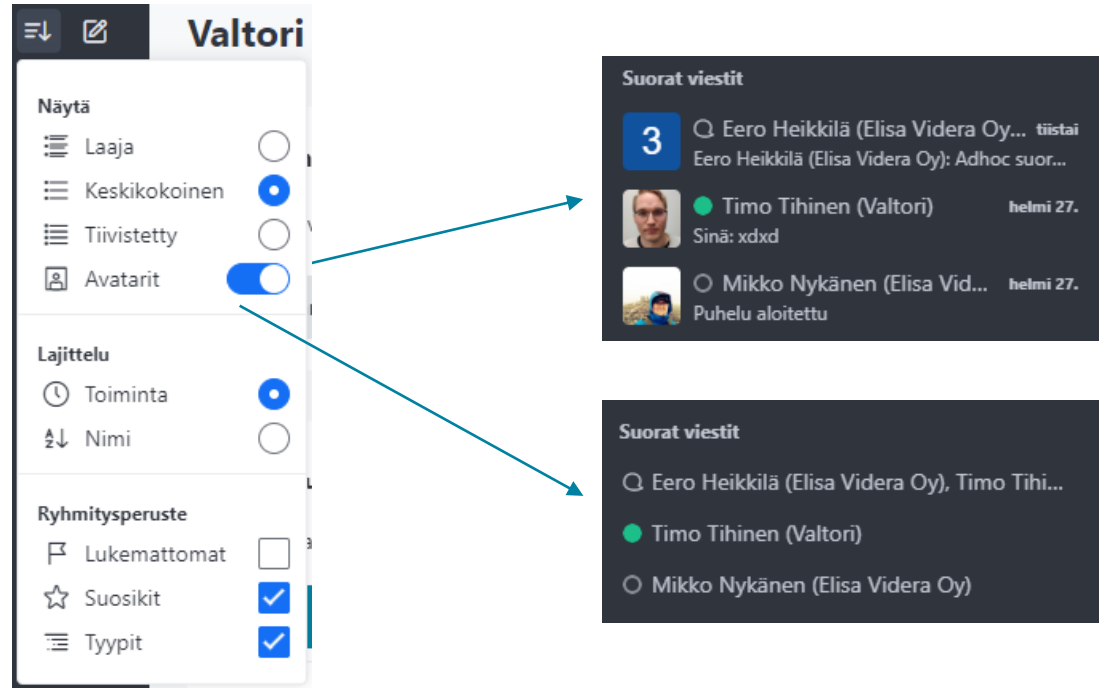 Valtori
Näytä
Laaja
Keskikokoinen
Tiivistetty
Avatarit
Lajittelu
Toiminta
Nimi
Ryhmitysperuste
Lukemattomat
Suosikit
Tyypit
Suorat viestit
3
Eero Heikkilä (Elisa Videra Oy... tiistai
Eero Heikkilä (Elisa Videra Oy): Adhoc suor...
Timo Tihinen (Valtori) helmi 27.
Sinä: xdxd
Mikko Nykänen (Elisa Vid... helmi 27.
Puhelu aloitettu
Suorat viestit
Eero Heikkilä (Elisa Videra Oy), Timo Tihi...
Timo Tihinen (Valtori)
Mikko Nykänen (Elisa Videra Oy)